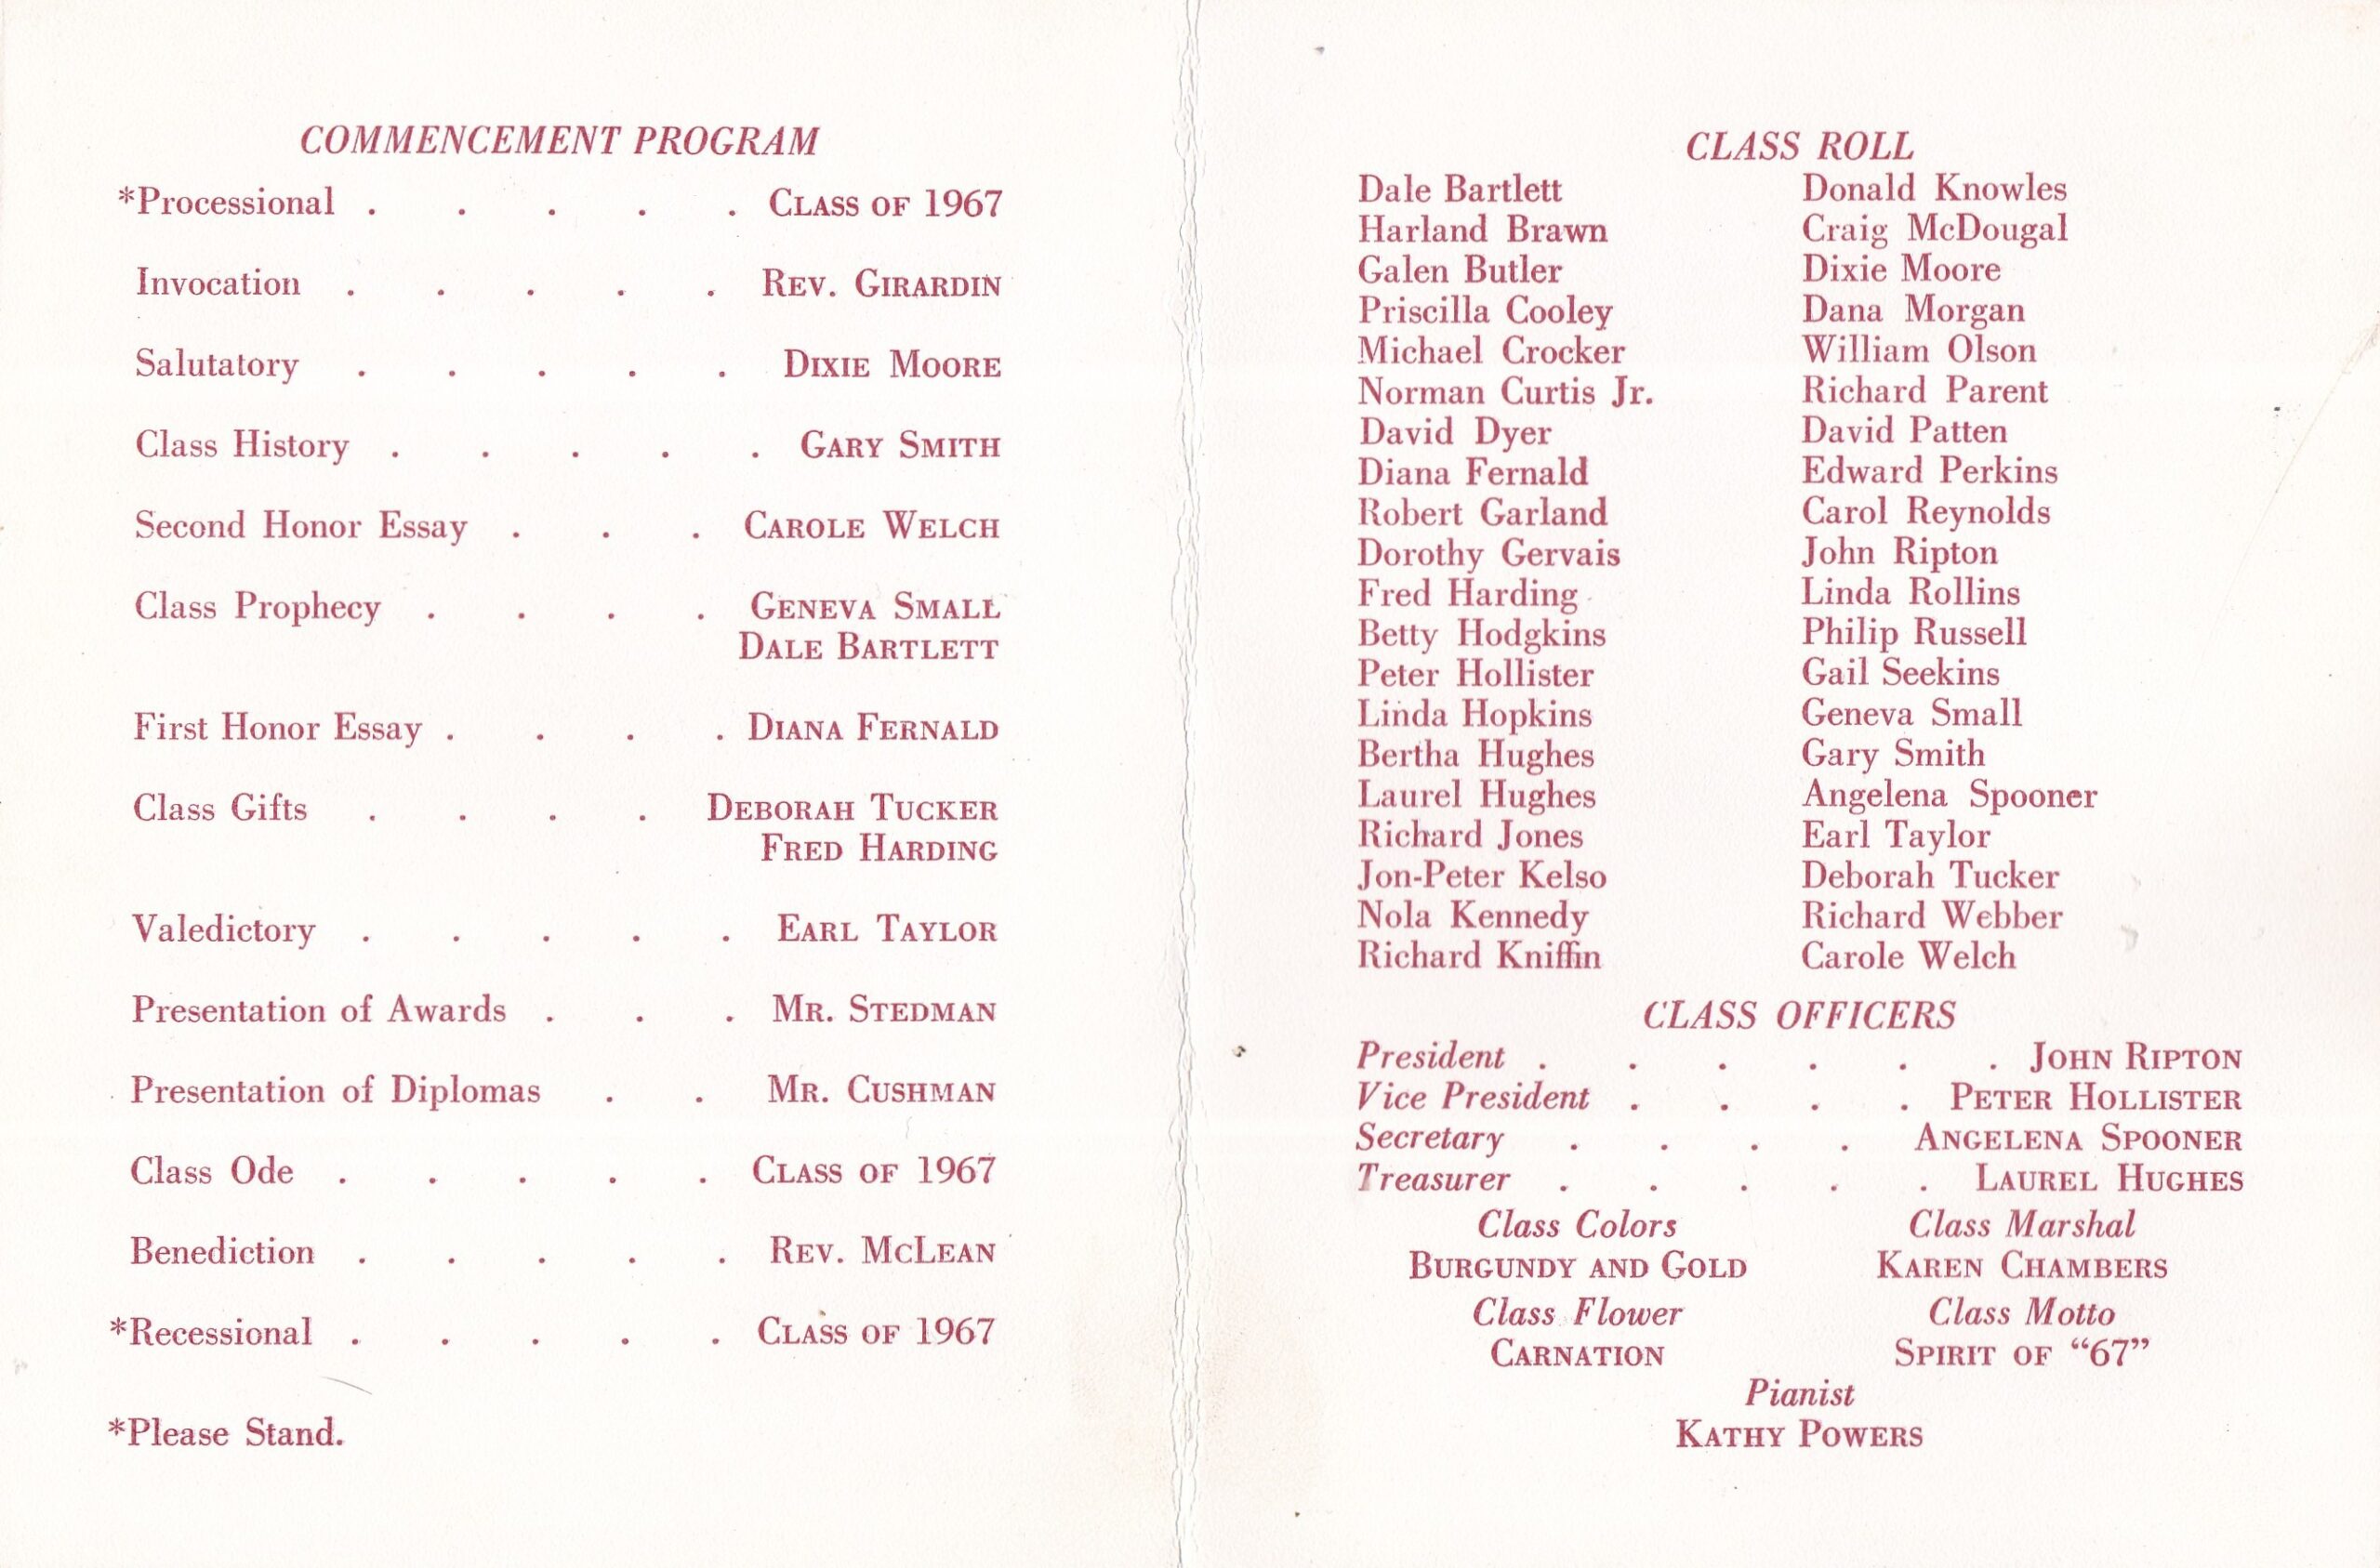 COMMENCEMENT PROGRAM
*Processional . . . . . CLASS OF 1967
Invocation . . . . . REV. GIRARDIN
Salutatory . . . . . DIXIE MOORE
Class History . . . . . GARY SMITH
Second Honor Essay . . . CAROLE WELCH
Class Prophecy . . . . GENEVA SMALL
DALE BARTLETT
First Honor Essay . . . . DIANA FERNALD
Class Gifts . . . . DEBORAH TUCKER
FRED HARDING
Valedictory . . . . . EARL TAYLOR
Presentation of Awards . . . MR. STEDMAN
Presentation of Diplomas . . MR. CUSHMAN
Class Ode . . . . . CLASS OF 1967
Benediction . . . . . REV. MCLEAN
*Recessional . . . . . CLASS OF 1967
*Please Stand.
CLASS ROLL
Dale Bartlett
Harland Brawn
Galen Butler
Priscilla Cooley
Michael Crocker
Norman Curtis Jr.
David Dyer
Diana Fernald
Robert Garland
Dorothy Gervais
Fred Harding
Betty Hodgkins
Peter Hollister
Linda Hopkins
Bertha Hughes
Laurel Hughes
Richard Jones
Jon-Peter Kelso
Nola Kennedy
Richard Kniffin
Donald Knowles
Craig McDougal
Dixie Moore
Dana Morgan
William Olson
Richard Parent
David Patten
Edward Perkins
Carol Reynolds
John Ripton
Linda Rollins
Philip Russell
Gail Seekins
Geneva Small
Gary Smith
Angelena Spooner
Earl Taylor
Deborah Tucker
Richard Webber
Carole Welch
CLASS OFFICERS
President . . . . . . JOHN RIPTON
Vice President . . . . PETER HOLLISTER
Secretary . . . . ANGELENA SPOONER
Treasurer . . . . . LAUREL HUGHES
Class Colors
BURGUNDY AND GOLD
Class Marshal
KAREN CHAMBERS
Class Flower
CARNATION
Class Motto
SPIRIT OF “67”
Pianist
KATHY POWERS